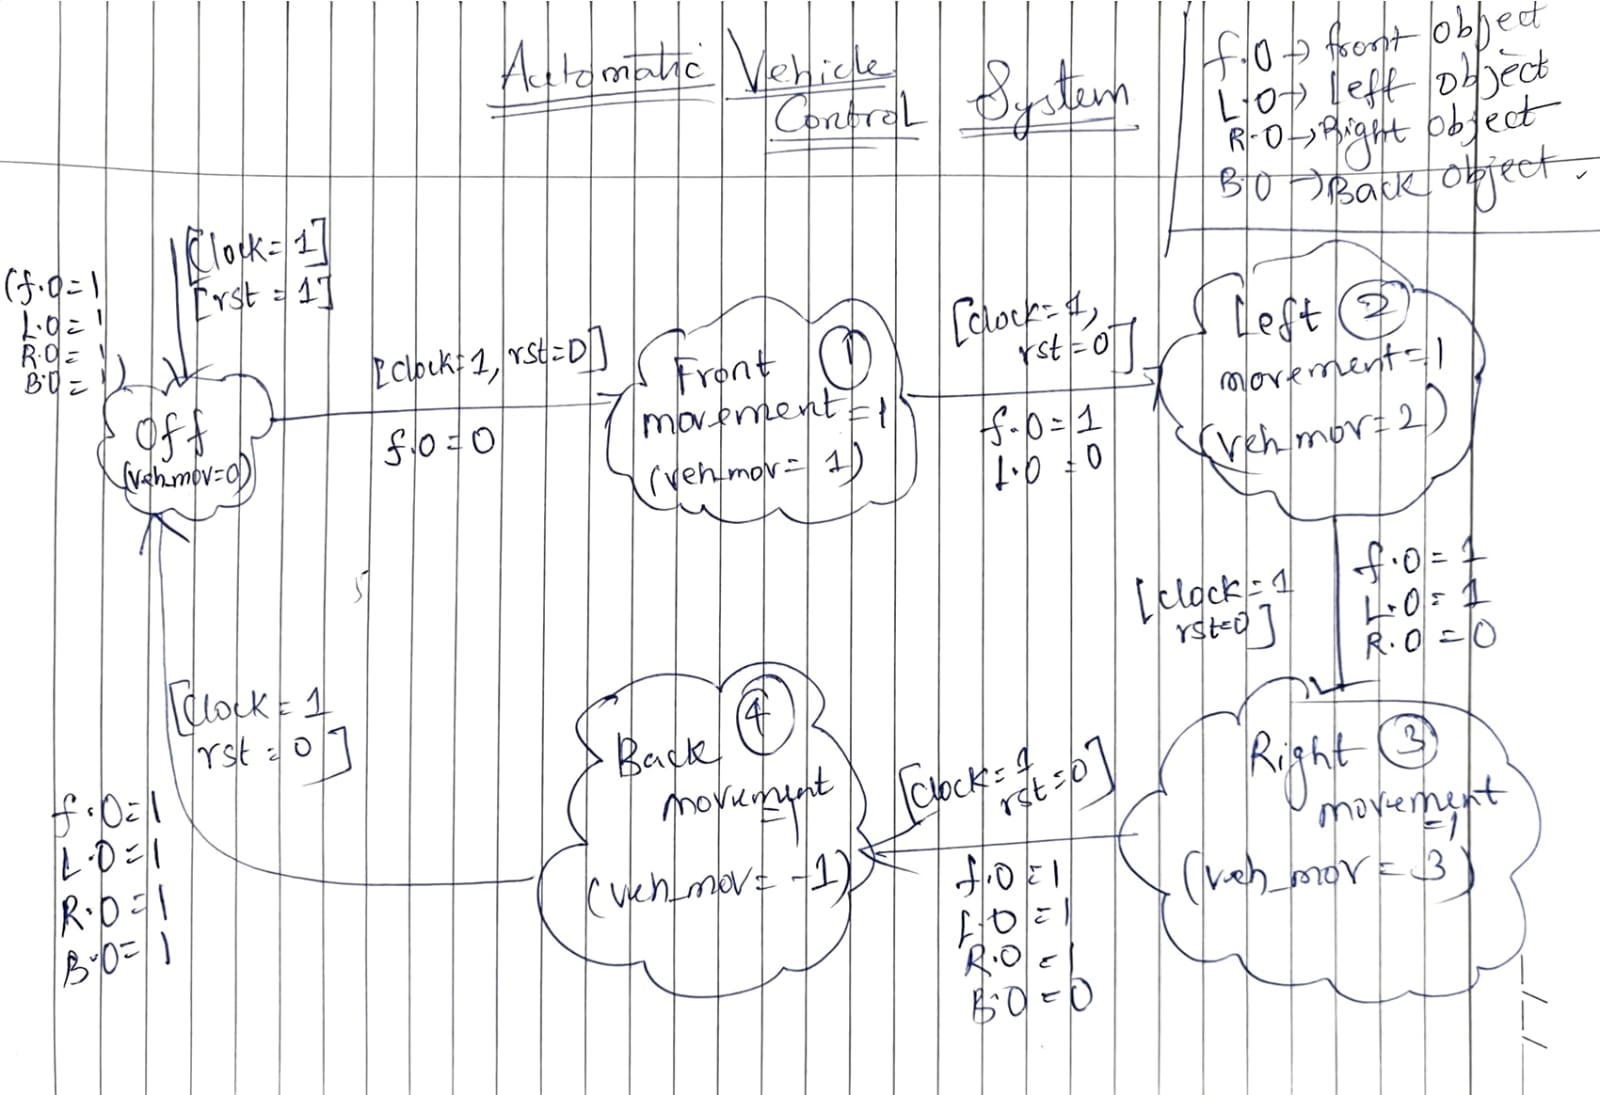 Automatic Vehicle
Control System
f.O → front object
L.O → Left object
R.O → Right object
B.O → Back object.
[Clock = 1]
[rst = 1]
(f.O = 1
L.O = 1
R.O = 1
B.O = 1)
Off
(veh_mov=0)
[clock=1, rst=0]
f.O = 0
Front 1
movement = 1
(veh_mov = 1)
[clock=1,
rst=0]
f.O = 1
L.O = 0
Left 2
movement=1
(veh_mov=2)
[clock=1
rst=0]
f.O = 1
L.O = 1
R.O = 0
Right 3
movement
=1
(veh_mov = 3)
[clock=1
rst=0]
f.O = 1
L.O = 1
R.O = 1
B.O = 0
Back 4
movement
=1
(veh_mov = -1)
[Clock = 1
rst = 0]
f.O = 1
L.O = 1
R.O = 1
B.O = 1